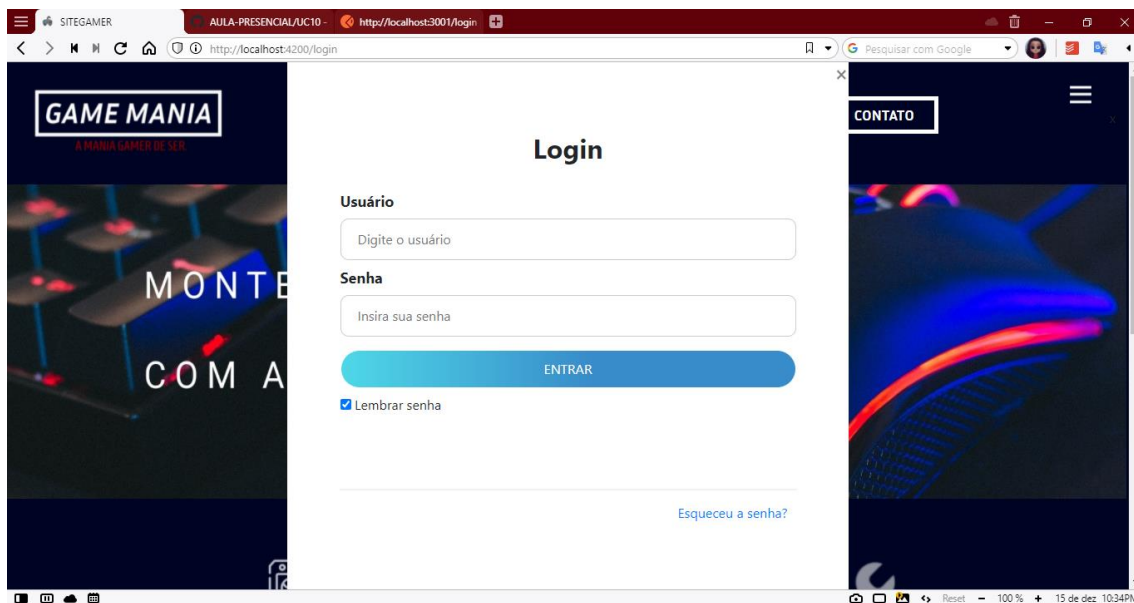 SITEGAMER
AULA-PRESENCIAL/UC10 -
http://localhost:3001/login
http://localhost:4200/login
Pesquisar com Google
GAME MANIA
A MANIA GAMER DE SER
×
CONTATO
x
Login
Usuário
Digite o usuário
Senha
Insira sua senha
MONTE
COM A
ENTRAR
Lembrar senha
Esqueceu a senha?
Reset - 100 % + 15 de dez 10:34PM